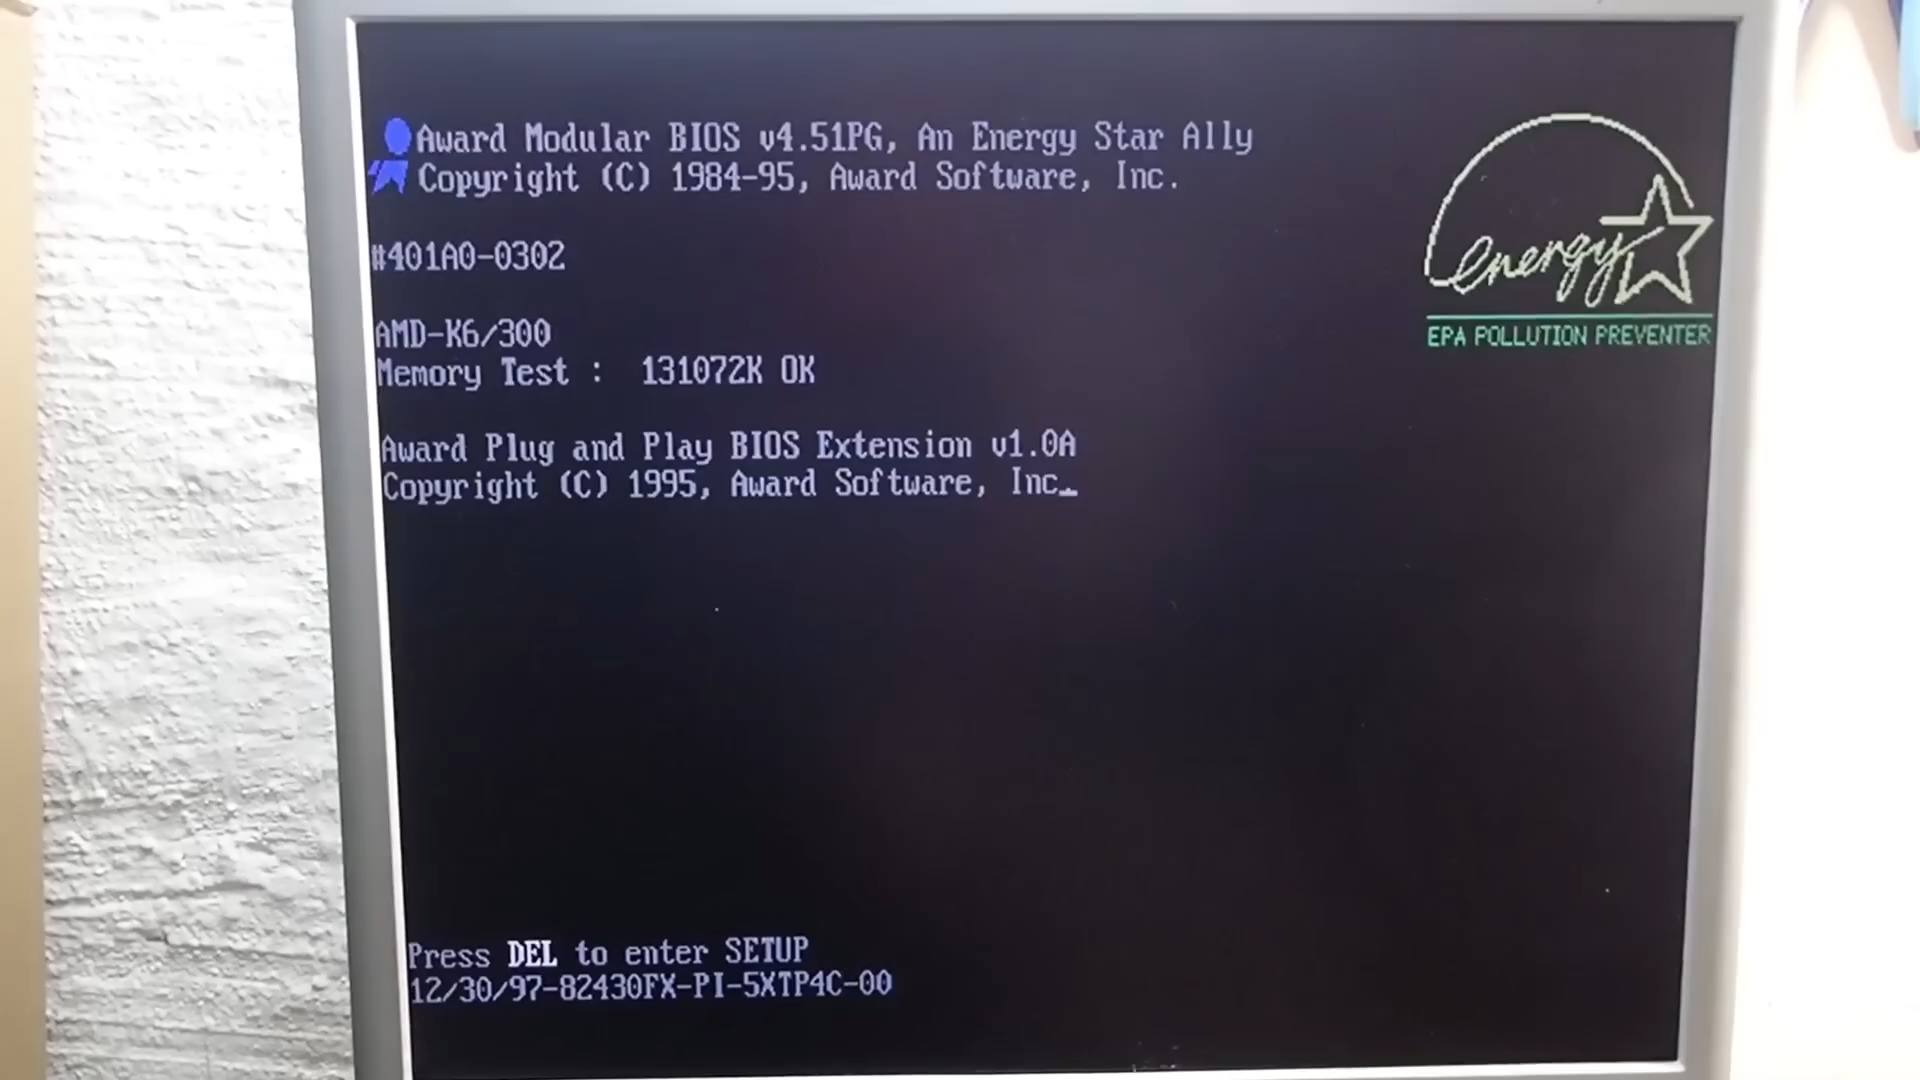 Award Modular BIOS v4.51PG, An Energy Star Ally
Copyright (C) 1984-95, Award Software, Inc.
#401A0-0302
energy
EPA POLLUTION PREVENTER
AMD-K6/300
Memory Test :  131072K OK
Award Plug and Play BIOS Extension v1.0A
Copyright (C) 1995, Award Software, Inc.
Press DEL to enter SETUP
12/30/97-82430FX-PI-5XTP4C-00